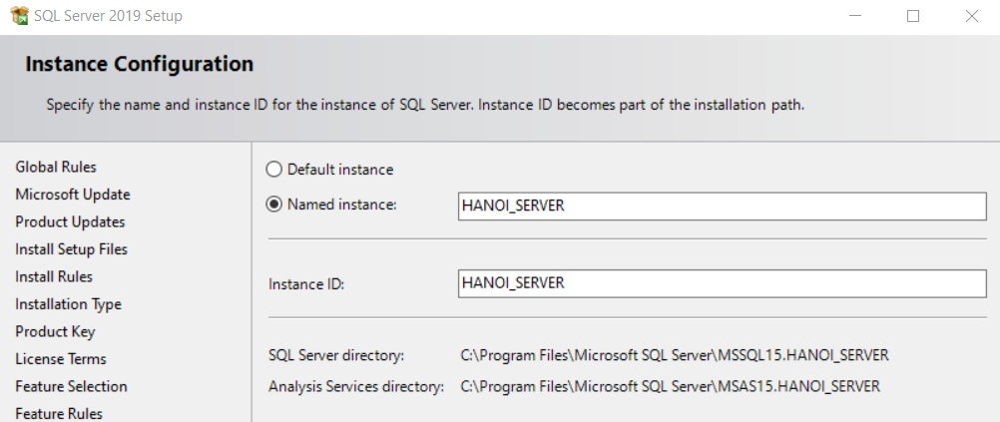 SQL Server 2019 Setup
Instance Configuration
Specify the name and instance ID for the instance of SQL Server. Instance ID becomes part of the installation path.
Global Rules
Microsoft Update
Product Updates
Install Setup Files
Install Rules
Installation Type
Product Key
License Terms
Feature Selection
Feature Rules
Default instance
Named instance: HANOI_SERVER
Instance ID: HANOI_SERVER
SQL Server directory: C:\Program Files\Microsoft SQL Server\MSSQL15.HANOI_SERVER
Analysis Services directory: C:\Program Files\Microsoft SQL Server\MSAS15.HANOI_SERVER